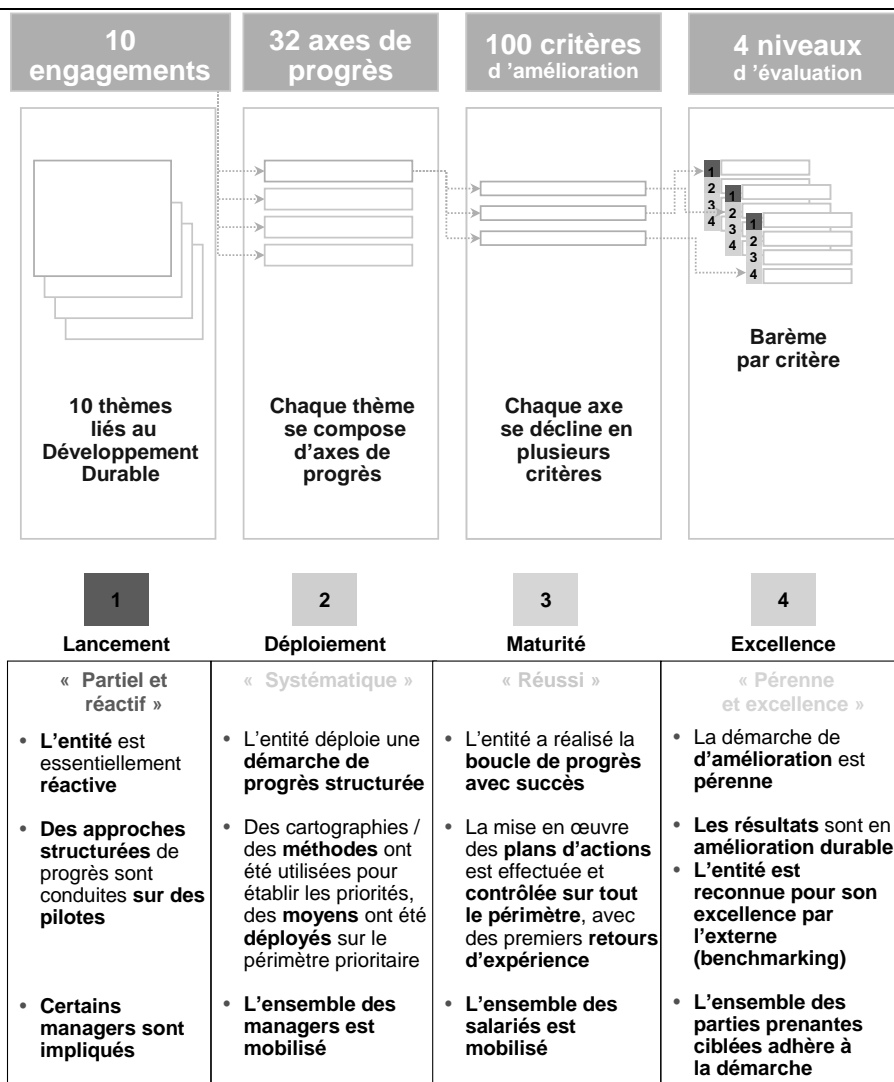 10
engagements
32 axes de
progrès
100 critères
d ’amélioration
4 niveaux
d ’évaluation
1
2
3
4
1
2
3
4
1
2
3
4
Barème
par critère
10 thèmes
liés au
Développement
Durable
Chaque thème
se compose
d’axes de
progrès
Chaque axe
se décline en
plusieurs
critères
1
Lancement
2
Déploiement
3
Maturité
4
Excellence
« Partiel et
réactif »
• L’entité est
essentiellement
réactive
• Des approches
structurées de
progrès sont
conduites sur des
pilotes
• Certains
managers sont
impliqués
« Systématique »
• L’entité déploie une
démarche de
progrès structurée
• Des cartographies /
des méthodes ont
été utilisées pour
établir les priorités,
des moyens ont été
déployés sur le
périmètre prioritaire
• L’ensemble des
managers est
mobilisé
« Réussi »
• L’entité a réalisé la
boucle de progrès
avec succès
• La mise en œuvre
des plans d’actions
est effectuée et
contrôlée sur tout
le périmètre, avec
des premiers retours
d’expérience
• L’ensemble des
salariés est
mobilisé
« Pérenne
et excellence »
• La démarche de
d’amélioration est
pérenne
• Les résultats sont en
amélioration durable
• L’entité est
reconnue pour son
excellence par
l’externe
(benchmarking)
• L’ensemble des
parties prenantes
ciblées adhère à
la démarche